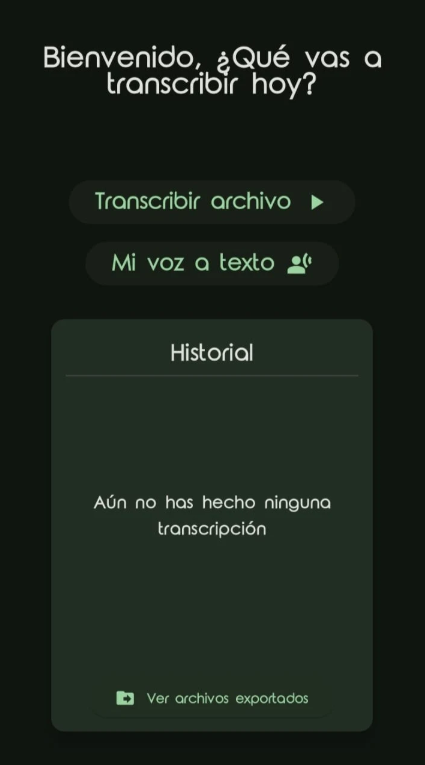 Bienvenido, ¿Qué vas a
transcribir hoy?
Transcribir archivo
Mi voz a texto
Historial
Aún no has hecho ninguna
transcripción
Ver archivos exportados